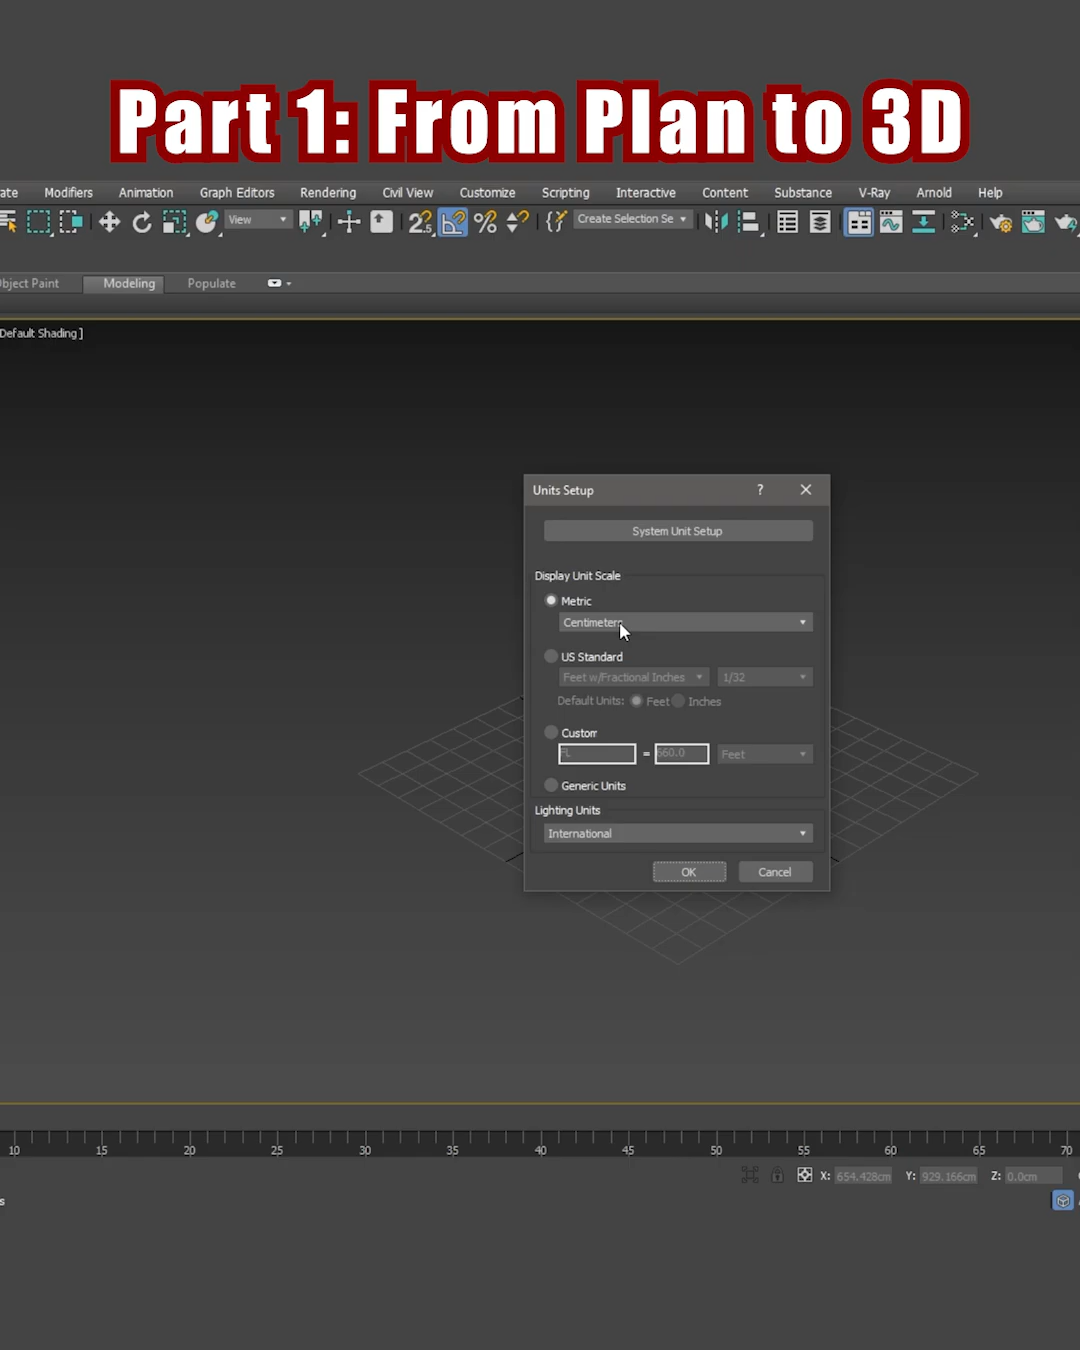 Part 1: From Plan to 3D
ate Modifiers Animation Graph Editors Rendering Civil View Customize Scripting Interactive Content Substance V-Ray Arnold Help
View Create Selection Se
bject Paint Modeling Populate
Default Shading ]
Units Setup ?
System Unit Setup
Display Unit Scale
Metric
Centimeters
US Standard
Feet w/Fractional Inches 1/32
Default Units: Feet Inches
Custom
FL = 660.0 Feet
Generic Units
Lighting Units
International
OK Cancel
10 15 20 25 30 35 40 45 50 55 60 65 70
X: 654.428cm Y: 929.166cm Z: 0.0cm
s